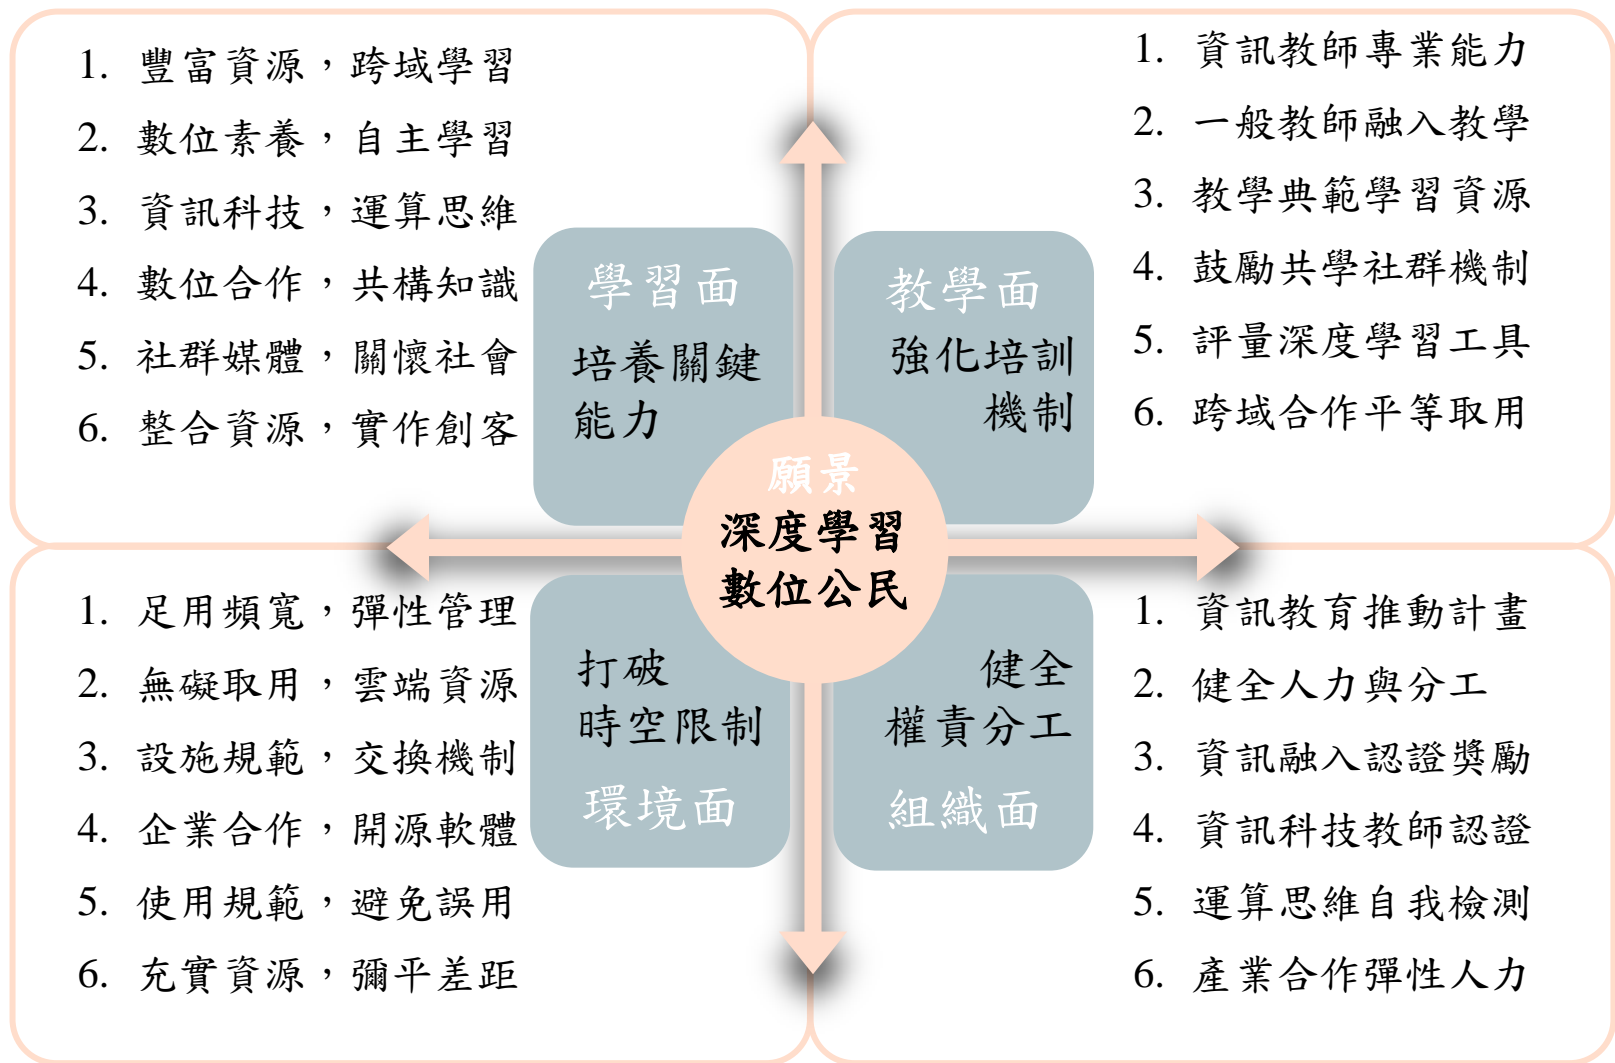 1. 豐富資源，跨域學習
2. 數位素養，自主學習
3. 資訊科技，運算思維
4. 數位合作，共構知識
5. 社群媒體，關懷社會
6. 整合資源，實作創客
學習面
培養關鍵
能力
1. 資訊教師專業能力
2. 一般教師融入教學
3. 教學典範學習資源
4. 鼓勵共學社群機制
5. 評量深度學習工具
6. 跨域合作平等取用
教學面
強化培訓
機制
願景
深度學習
數位公民
1. 足用頻寬，彈性管理
2. 無礙取用，雲端資源
3. 設施規範，交換機制
4. 企業合作，開源軟體
5. 使用規範，避免誤用
6. 充實資源，彌平差距
打破
時空限制
環境面
健全
權責分工
組織面
1. 資訊教育推動計畫
2. 健全人力與分工
3. 資訊融入認證獎勵
4. 資訊科技教師認證
5. 運算思維自我檢測
6. 產業合作彈性人力